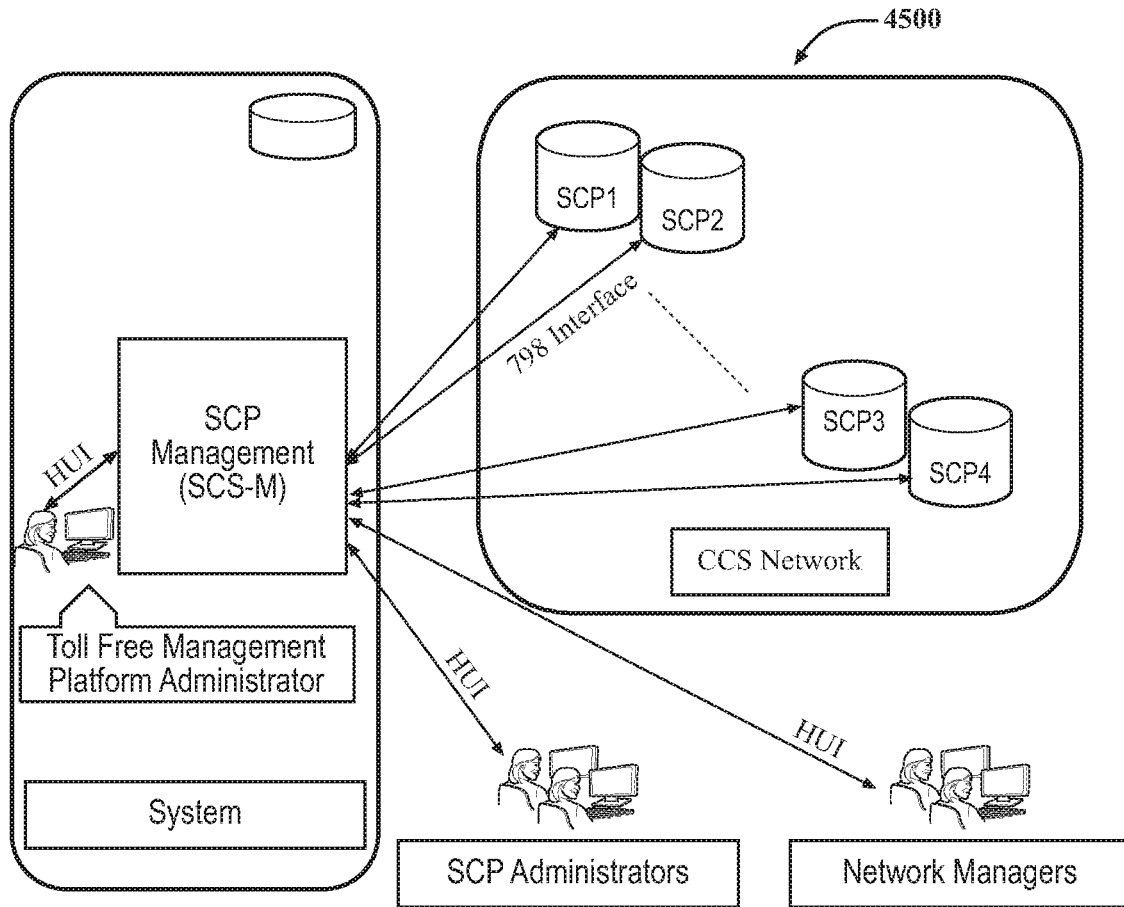 4500
SCP1
SCP2
798 Interface
SCP
Management
(SCS-M)
HUI
SCP3
SCP4
CCS Network
Toll Free Management
Platform Administrator
HUI
HUI
System
SCP Administrators
Network Managers